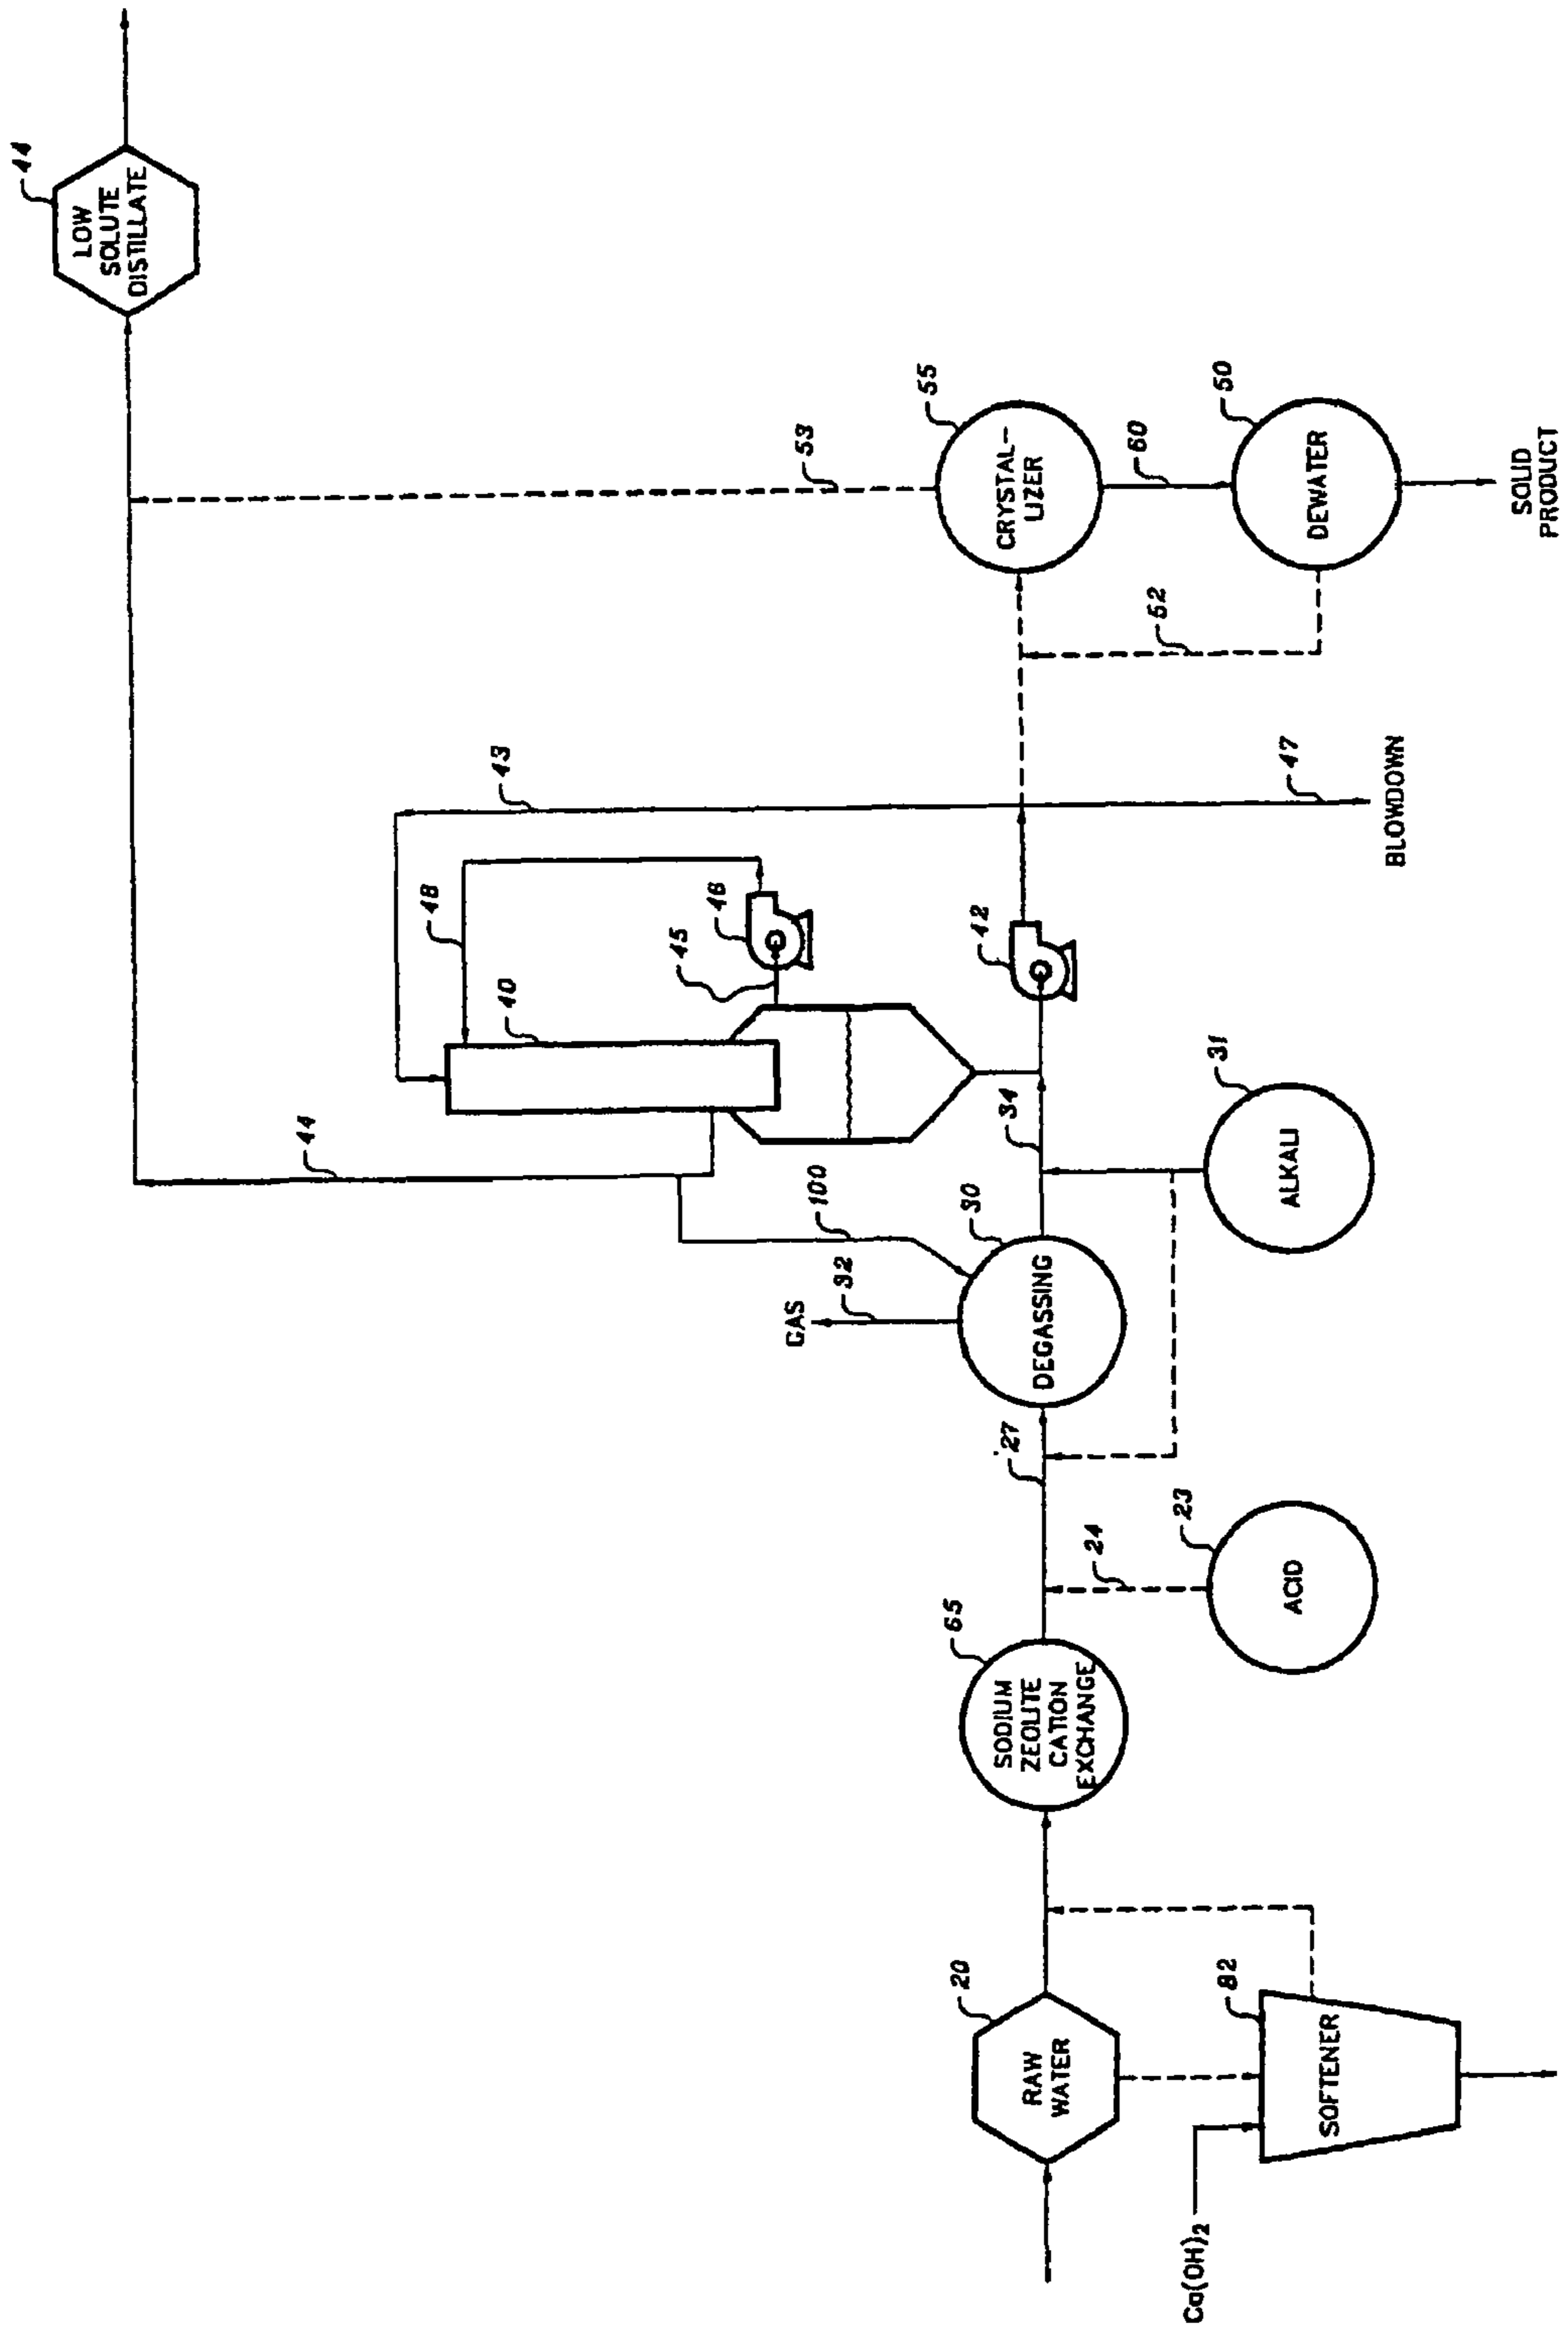 44
LOW
SOLUTE
DISTILLATE
53
55
CRYSTAL-
LIZER
60
50
DEWATER
SOLID
PRODUCT
52
43
47
BLOWDOWN
48
46
45
40
42
44
100
34
31
ALKALI
GAS
32
30
DEGASSING
27
24
23
ACID
65
SODIUM
ZEOLITE
CATION
EXCHANGE
20
RAW
WATER
82
SOFTENER
Ca(OH)2